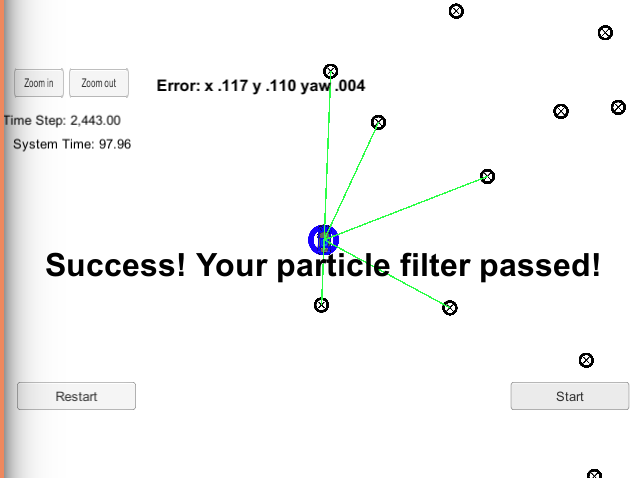 Zoom in
Zoom out
Error: x .117 y .110 yaw .004
Time Step: 2,443.00
System Time: 97.96
Success! Your particle filter passed!
Restart
Start